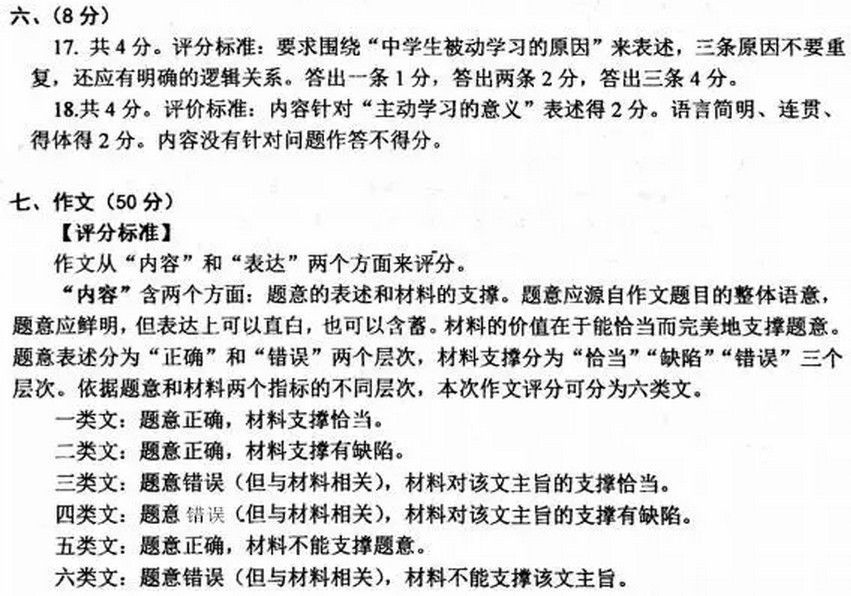 六、（8 分）
17. 共 4 分。评分标准：要求围绕“中学生被动学习的原因”来表述，三条原因不要重
复，还应有明确的逻辑关系。答出一条 1 分，答出两条 2 分，答出三条 4 分。
18.共 4 分。评价标准：内容针对“主动学习的意义”表述得 2 分。语言简明、连贯、
得体得 2 分。内容没有针对问题作答不得分。
七、作文（50 分）
【评分标准】
作文从“内容”和“表达”两个方面来评分。
“内容”含两个方面：题意的表述和材料的支撑。题意应源自作文题目的整体语意，
题意应鲜明，但表达上可以直白，也可以含蓄。材料的价值在于能恰当而完美地支撑题意。
题意表述分为“正确”和“错误”两个层次，材料支撑分为“恰当”“缺陷”“错误”三个
层次。依据题意和材料两个指标的不同层次，本次作文评分可分为六类文。
一类文：题意正确，材料支撑恰当。
二类文：题意正确，材料支撑有缺陷。
三类文：题意错误（但与材料相关），材料对该文主旨的支撑恰当。
四类文：题意错误（但与材料相关），材料对该文主旨的支撑有缺陷。
五类文：题意正确，材料不能支撑题意。
六类文：题意错误（但与材料相关），材料不能支撑该文主旨。